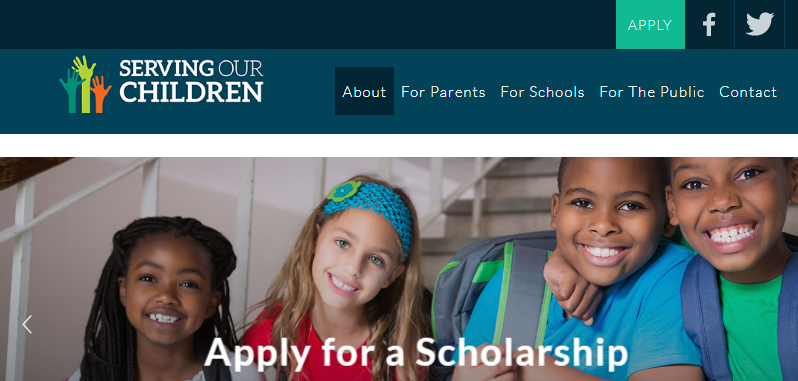 APPLY
SERVING OUR
CHILDREN
About
For Parents
For Schools
For The Public
Contact
Apply for a Scholarship